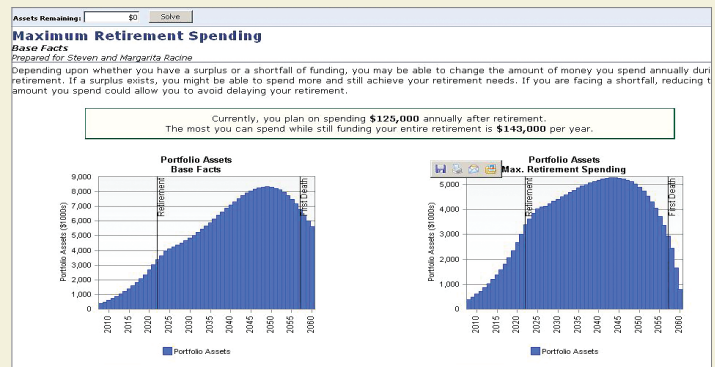 Assets Remaining: $0 Solve
Maximum Retirement Spending
Base Facts
Prepared for Steven and Margarita Racine
Depending upon whether you have a surplus or a shortfall of funding, you may be able to change the amount of money you spend annually duri
retirement. If a surplus exists, you might be able to spend more and still achieve your retirement needs. If you are facing a shortfall, reducing t
amount you spend could allow you to avoid delaying your retirement.
Currently, you plan on spending $125,000 annually after retirement.
The most you can spend while still funding your entire retirement is $143,000 per year.
Portfolio Assets
Base Facts
Portfolio Assets ($1000s)
9,000
8,000
7,000
6,000
5,000
4,000
3,000
2,000
1,000
0
Retirement
First Death
2010 2015 2020 2025 2030 2035 2040 2045 2050 2055 2060
Portfolio Assets
Portfolio Assets
Max. Retirement Spending
Portfolio Assets ($1000s)
5,000
4,000
3,000
2,000
1,000
0
Retirement
First Death
2010 2015 2020 2025 2030 2035 2040 2045 2050 2055 2060
Portfolio Assets